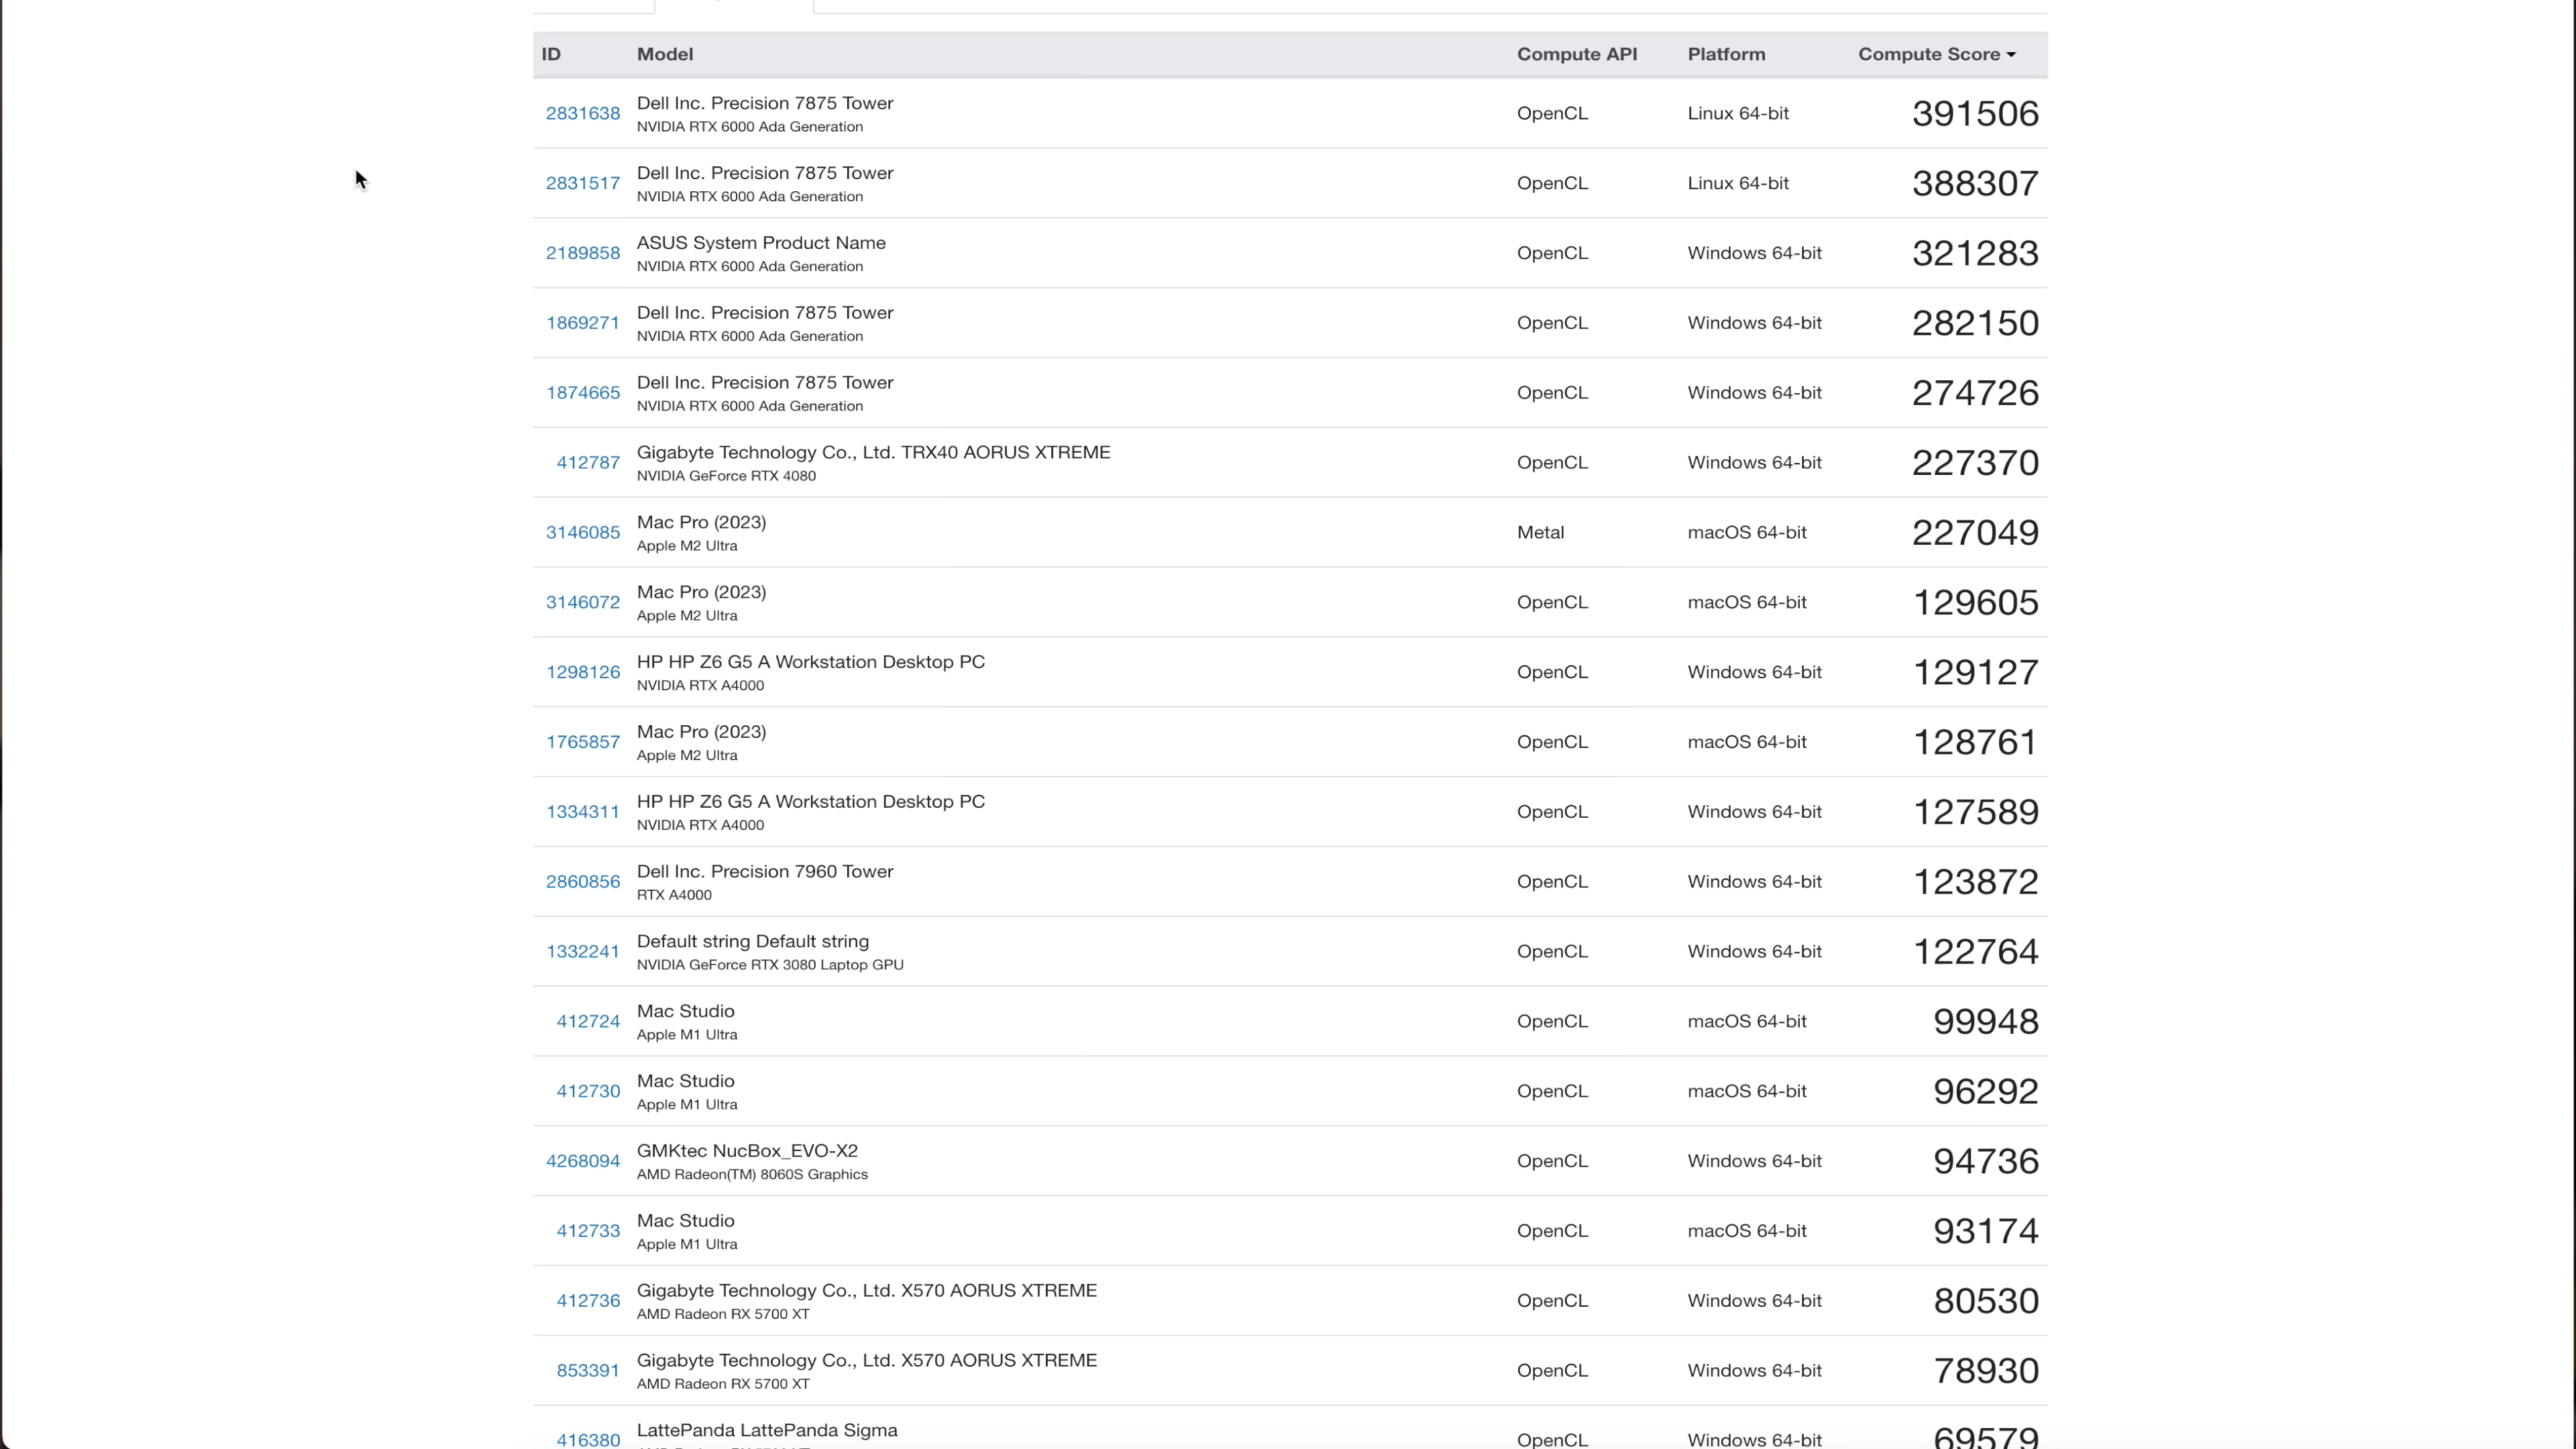 ID Model Compute API Platform Compute Score
2831638 Dell Inc. Precision 7875 Tower OpenCL Linux 64-bit 391506
NVIDIA RTX 6000 Ada Generation
2831517 Dell Inc. Precision 7875 Tower OpenCL Linux 64-bit 388307
NVIDIA RTX 6000 Ada Generation
2189858 ASUS System Product Name OpenCL Windows 64-bit 321283
NVIDIA RTX 6000 Ada Generation
1869271 Dell Inc. Precision 7875 Tower OpenCL Windows 64-bit 282150
NVIDIA RTX 6000 Ada Generation
1874665 Dell Inc. Precision 7875 Tower OpenCL Windows 64-bit 274726
NVIDIA RTX 6000 Ada Generation
412787 Gigabyte Technology Co., Ltd. TRX40 AORUS XTREME OpenCL Windows 64-bit 227370
NVIDIA GeForce RTX 4080
3146085 Mac Pro (2023) Metal macOS 64-bit 227049
Apple M2 Ultra
3146072 Mac Pro (2023) OpenCL macOS 64-bit 129605
Apple M2 Ultra
1298126 HP HP Z6 G5 A Workstation Desktop PC OpenCL Windows 64-bit 129127
NVIDIA RTX A4000
1765857 Mac Pro (2023) OpenCL macOS 64-bit 128761
Apple M2 Ultra
1334311 HP HP Z6 G5 A Workstation Desktop PC OpenCL Windows 64-bit 127589
NVIDIA RTX A4000
2860856 Dell Inc. Precision 7960 Tower OpenCL Windows 64-bit 123872
RTX A4000
1332241 Default string Default string OpenCL Windows 64-bit 122764
NVIDIA GeForce RTX 3080 Laptop GPU
412724 Mac Studio OpenCL macOS 64-bit 99948
Apple M1 Ultra
412730 Mac Studio OpenCL macOS 64-bit 96292
Apple M1 Ultra
4268094 GMKtec NucBox_EVO-X2 OpenCL Windows 64-bit 94736
AMD Radeon(TM) 8060S Graphics
412733 Mac Studio OpenCL macOS 64-bit 93174
Apple M1 Ultra
412736 Gigabyte Technology Co., Ltd. X570 AORUS XTREME OpenCL Windows 64-bit 80530
AMD Radeon RX 5700 XT
853391 Gigabyte Technology Co., Ltd. X570 AORUS XTREME OpenCL Windows 64-bit 78930
AMD Radeon RX 5700 XT
416380 LattePanda LattePanda Sigma OpenCL Windows 64-bit 69579